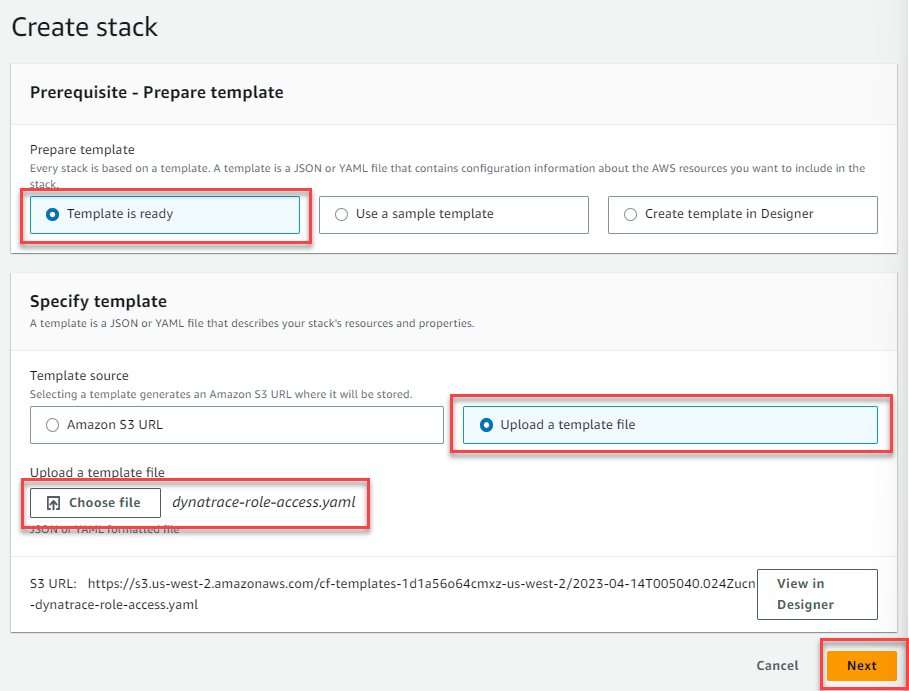 Create stack
Prerequisite - Prepare template
Prepare template
Every stack is based on a template. A template is a JSON or YAML file that contains configuration information about the AWS resources you want to include in the
stack.
Template is ready
Use a sample template
Create template in Designer
Specify template
A template is a JSON or YAML file that describes your stack's resources and properties.
Template source
Selecting a template generates an Amazon S3 URL where it will be stored.
Amazon S3 URL
Upload a template file
Upload a template file
Choose file
dynatrace-role-access.yaml
JSON or YAML formatted file
S3 URL: https://s3.us-west-2.amazonaws.com/cf-templates-1d1a56o64cmxz-us-west-2/2023-04-14T005040.024Zucn
-dynatrace-role-access.yaml
View in
Designer
Cancel
Next